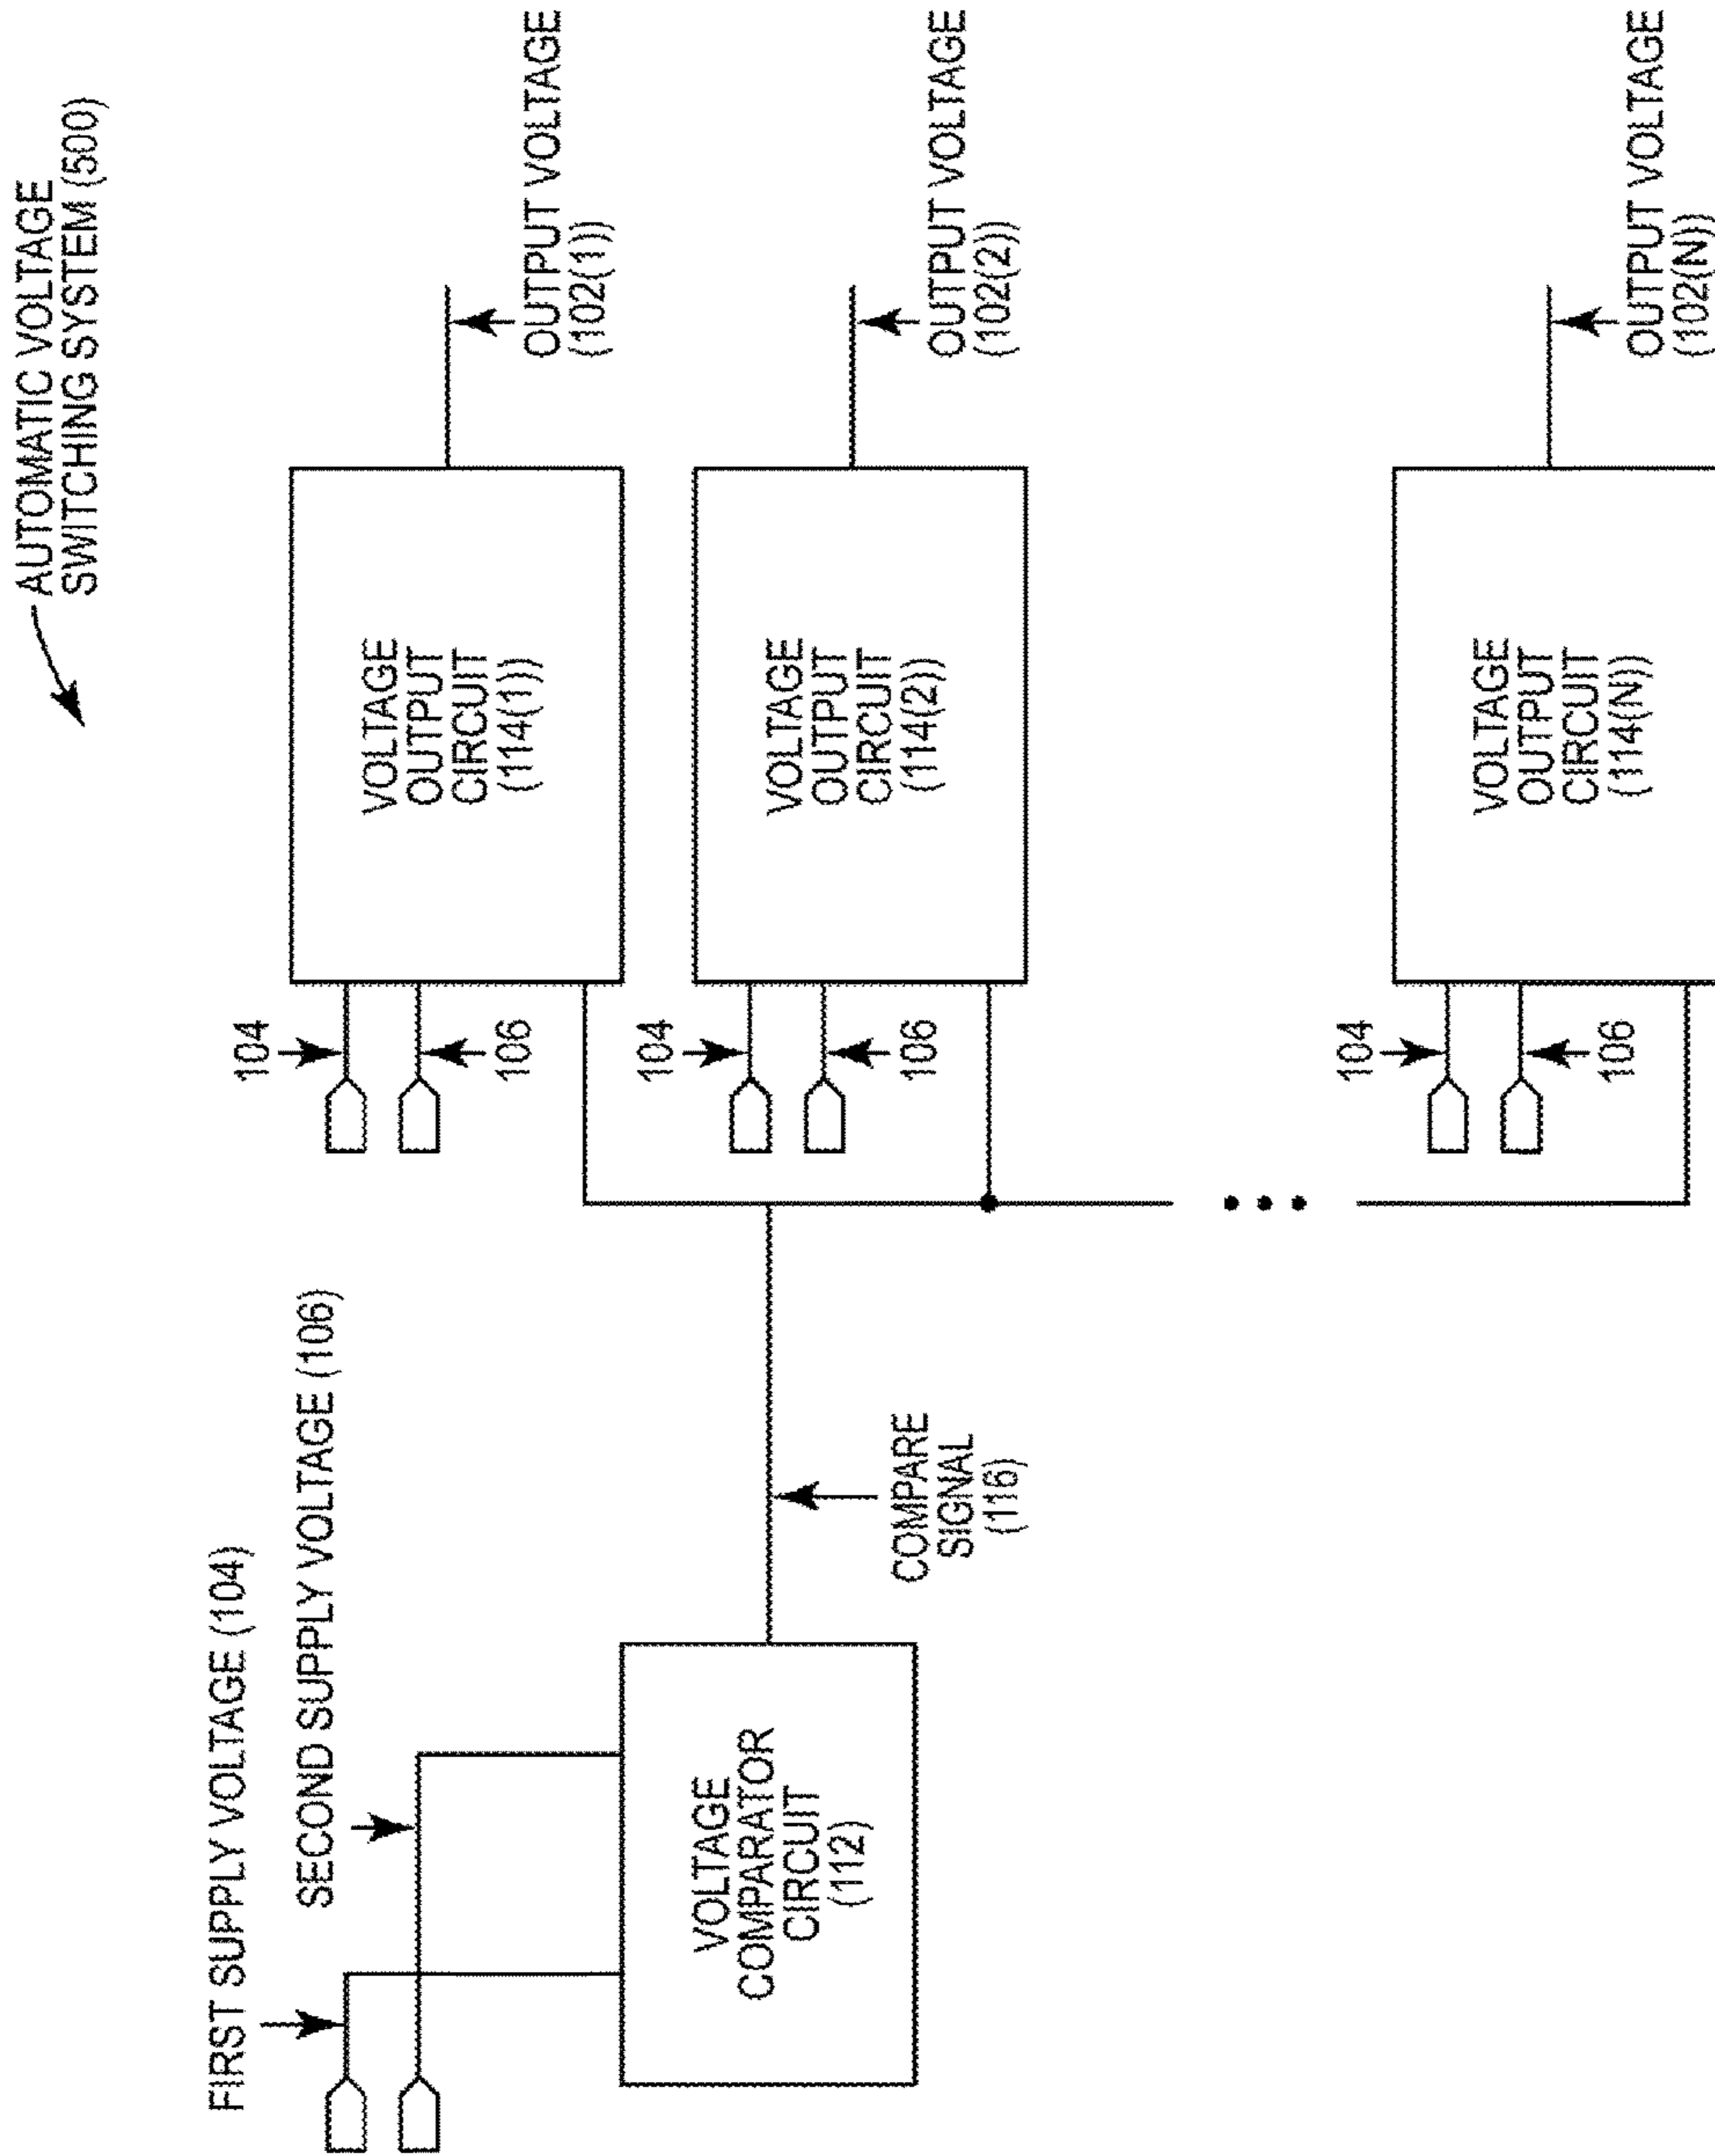 AUTOMATIC VOLTAGE
SWITCHING SYSTEM (500)
FIRST SUPPLY VOLTAGE (104)
SECOND SUPPLY VOLTAGE (106)
VOLTAGE
COMPARATOR
CIRCUIT
(112)
COMPARE
SIGNAL
(116)
104
106
VOLTAGE
OUTPUT
CIRCUIT
(114(1))
OUTPUT VOLTAGE
(102(1))
104
106
VOLTAGE
OUTPUT
CIRCUIT
(114(2))
OUTPUT VOLTAGE
(102(2))
104
106
VOLTAGE
OUTPUT
CIRCUIT
(114(N))
OUTPUT VOLTAGE
(102(N))